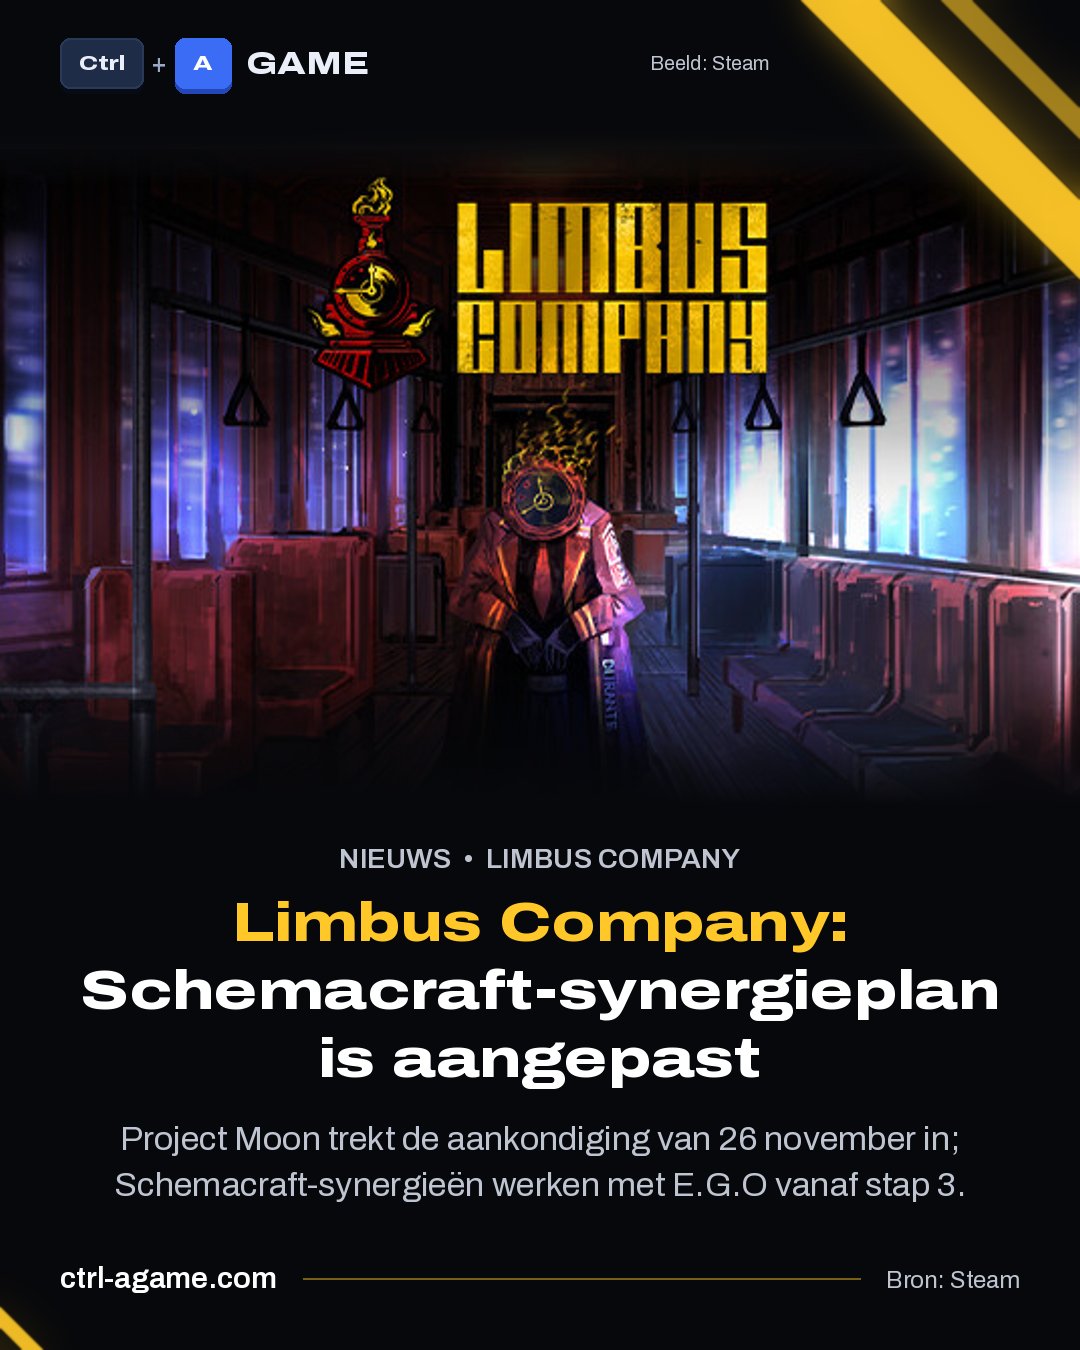 Ctrl + A GAME
Beeld: Steam
LIMBUS
COMPANY
DURANTE
NIEUWS • LIMBUS COMPANY
Limbus Company:
Schemacraft-synergieplan
is aangepast
Project Moon trekt de aankondiging van 26 november in;
Schemacraft-synergieën werken met E.G.O vanaf stap 3.
ctrl-agame.com
Bron: Steam